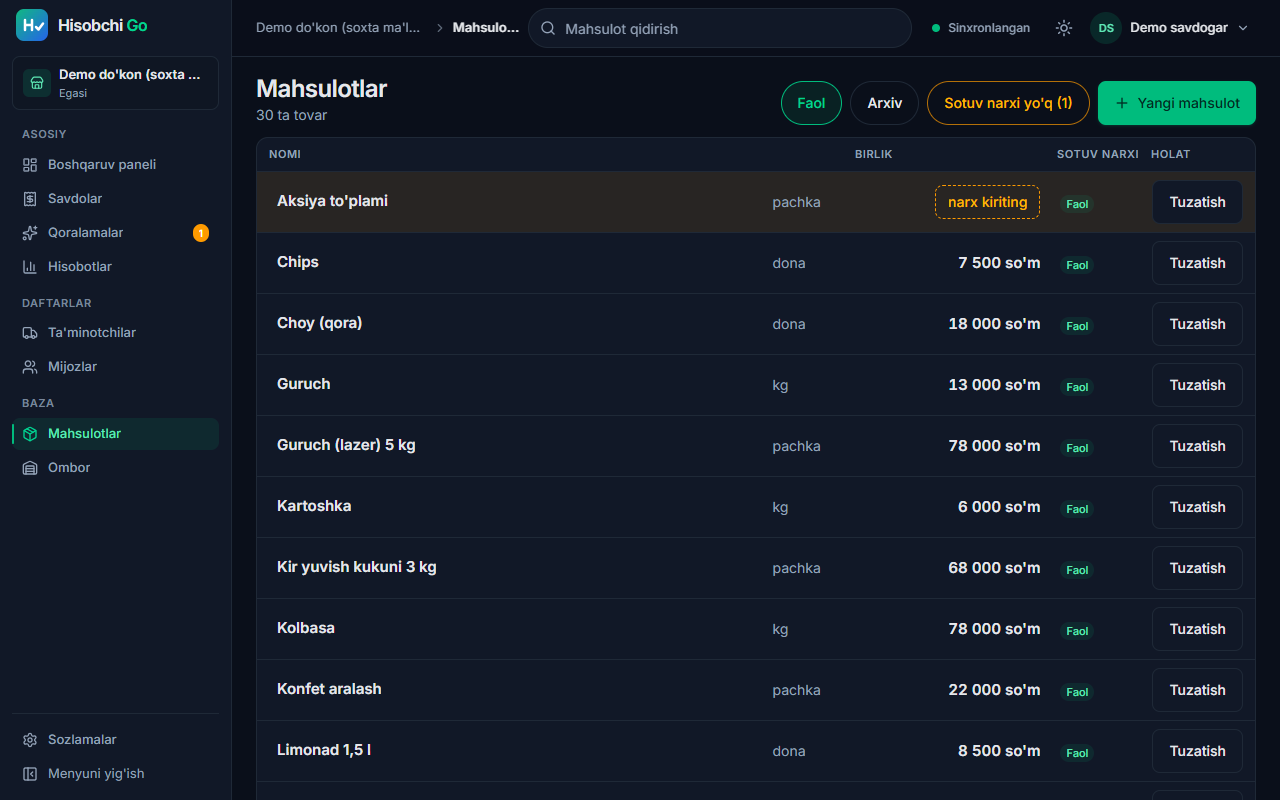 Hisobchi Go
Demo do'kon (soxta ma'l... > Mahsulo...
Mahsulot qidirish
Sinxronlangan
DS
Demo savdogar
Demo do'kon (soxta ...
Egasi
ASOSIY
Boshqaruv paneli
Savdolar
Qoralamalar 1
Hisobotlar
DAFTARLAR
Ta'minotchilar
Mijozlar
BAZA
Mahsulotlar
Ombor
Sozlamalar
Menyuni yig'ish
Mahsulotlar
30 ta tovar
Faol
Arxiv
Sotuv narxi yo'q (1)
+ Yangi mahsulot
NOMI BIRLIK SOTUV NARXI HOLAT
Aksiya to'plami pachka narx kiriting Faol Tuzatish
Chips dona 7 500 so'm Faol Tuzatish
Choy (qora) dona 18 000 so'm Faol Tuzatish
Guruch kg 13 000 so'm Faol Tuzatish
Guruch (lazer) 5 kg pachka 78 000 so'm Faol Tuzatish
Kartoshka kg 6 000 so'm Faol Tuzatish
Kir yuvish kukuni 3 kg pachka 68 000 so'm Faol Tuzatish
Kolbasa kg 78 000 so'm Faol Tuzatish
Konfet aralash pachka 22 000 so'm Faol Tuzatish
Limonad 1,5 l dona 8 500 so'm Faol Tuzatish